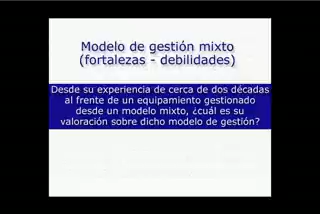 Modelo de gestión mixto
(fortalezas - debilidades)
Desde su experiencia de cerca de dos décadas
al frente de un equipamiento gestionado
desde un modelo mixto, ¿cuál es su
valoración sobre dicho modelo de gestión?